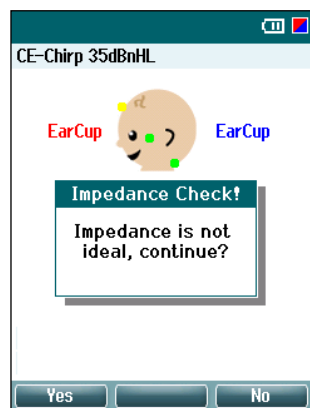 CE-Chirp 35dBnHL
EarCup EarCup
Impedance Check!
Impedance is not
ideal, continue?
Yes No